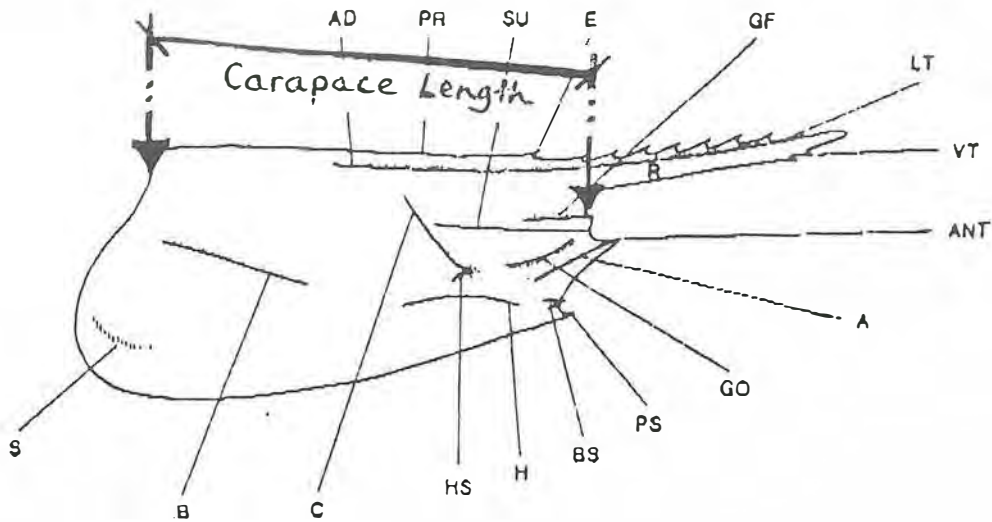 AD PR SU E GF
LT
Carapace Length
VT
R
ANT
A
GO
PS
S
BS
H
HS
B
C